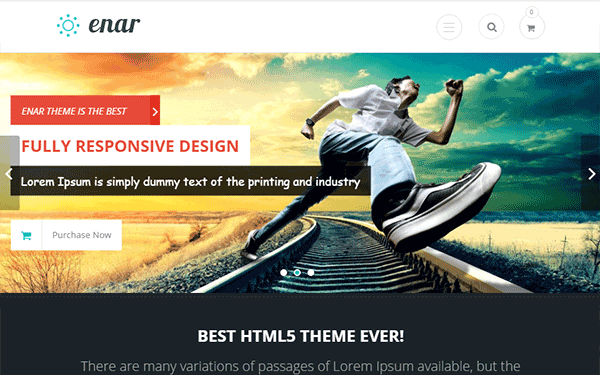 enar
0
ENAR THEME IS THE BEST
FULLY RESPONSIVE DESIGN
Lorem Ipsum is simply dummy text of the printing and industry
Purchase Now
BEST HTML5 THEME EVER!
There are many variations of passages of Lorem Ipsum available, but the